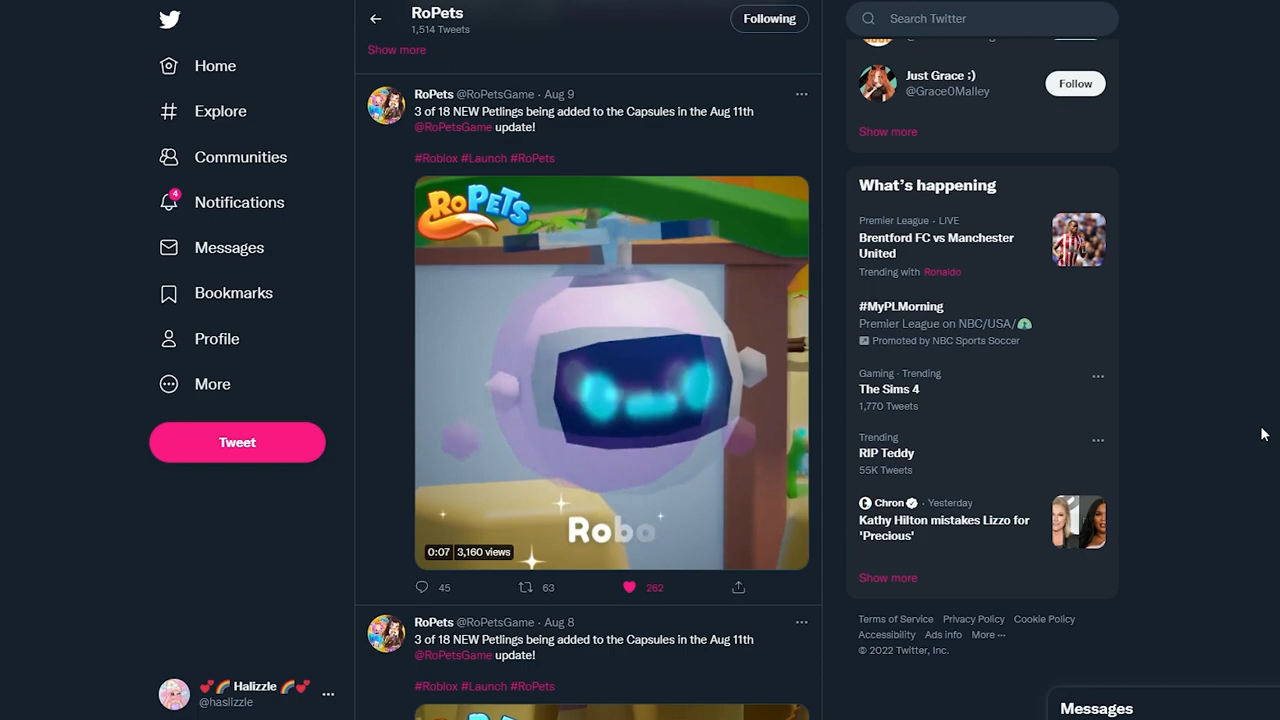 Home
Explore
Communities
4
Notifications
Messages
Bookmarks
Profile
More
Tweet
💕🌈 Halizzle 🌈💕
@haslizzle
RoPets
1,514 Tweets
Following
Show more
RoPets @RoPetsGame · Aug 9
3 of 18 NEW Petlings being added to the Capsules in the Aug 11th
@RoPetsGame update!
#Roblox #Launch #RoPets
RoPETS
Roba
0:07 3,160 views
45 63 262
RoPets @RoPetsGame · Aug 8
3 of 18 NEW Petlings being added to the Capsules in the Aug 11th
@RoPetsGame update!
#Roblox #Launch #RoPets
Search Twitter
Just Grace ;)
@Grace0Malley
Follow
Show more
What's happening
Premier League · LIVE
Brentford FC vs Manchester
United
Trending with Ronaldo
#MyPLMorning
Premier League on NBC/USA/
Promoted by NBC Sports Soccer
Gaming · Trending
The Sims 4
1,770 Tweets
Trending
RIP Teddy
55K Tweets
Chron · Yesterday
Kathy Hilton mistakes Lizzo for
'Precious'
Show more
Terms of Service Privacy Policy Cookie Policy
Accessibility Ads info More ···
© 2022 Twitter, Inc.
Messages